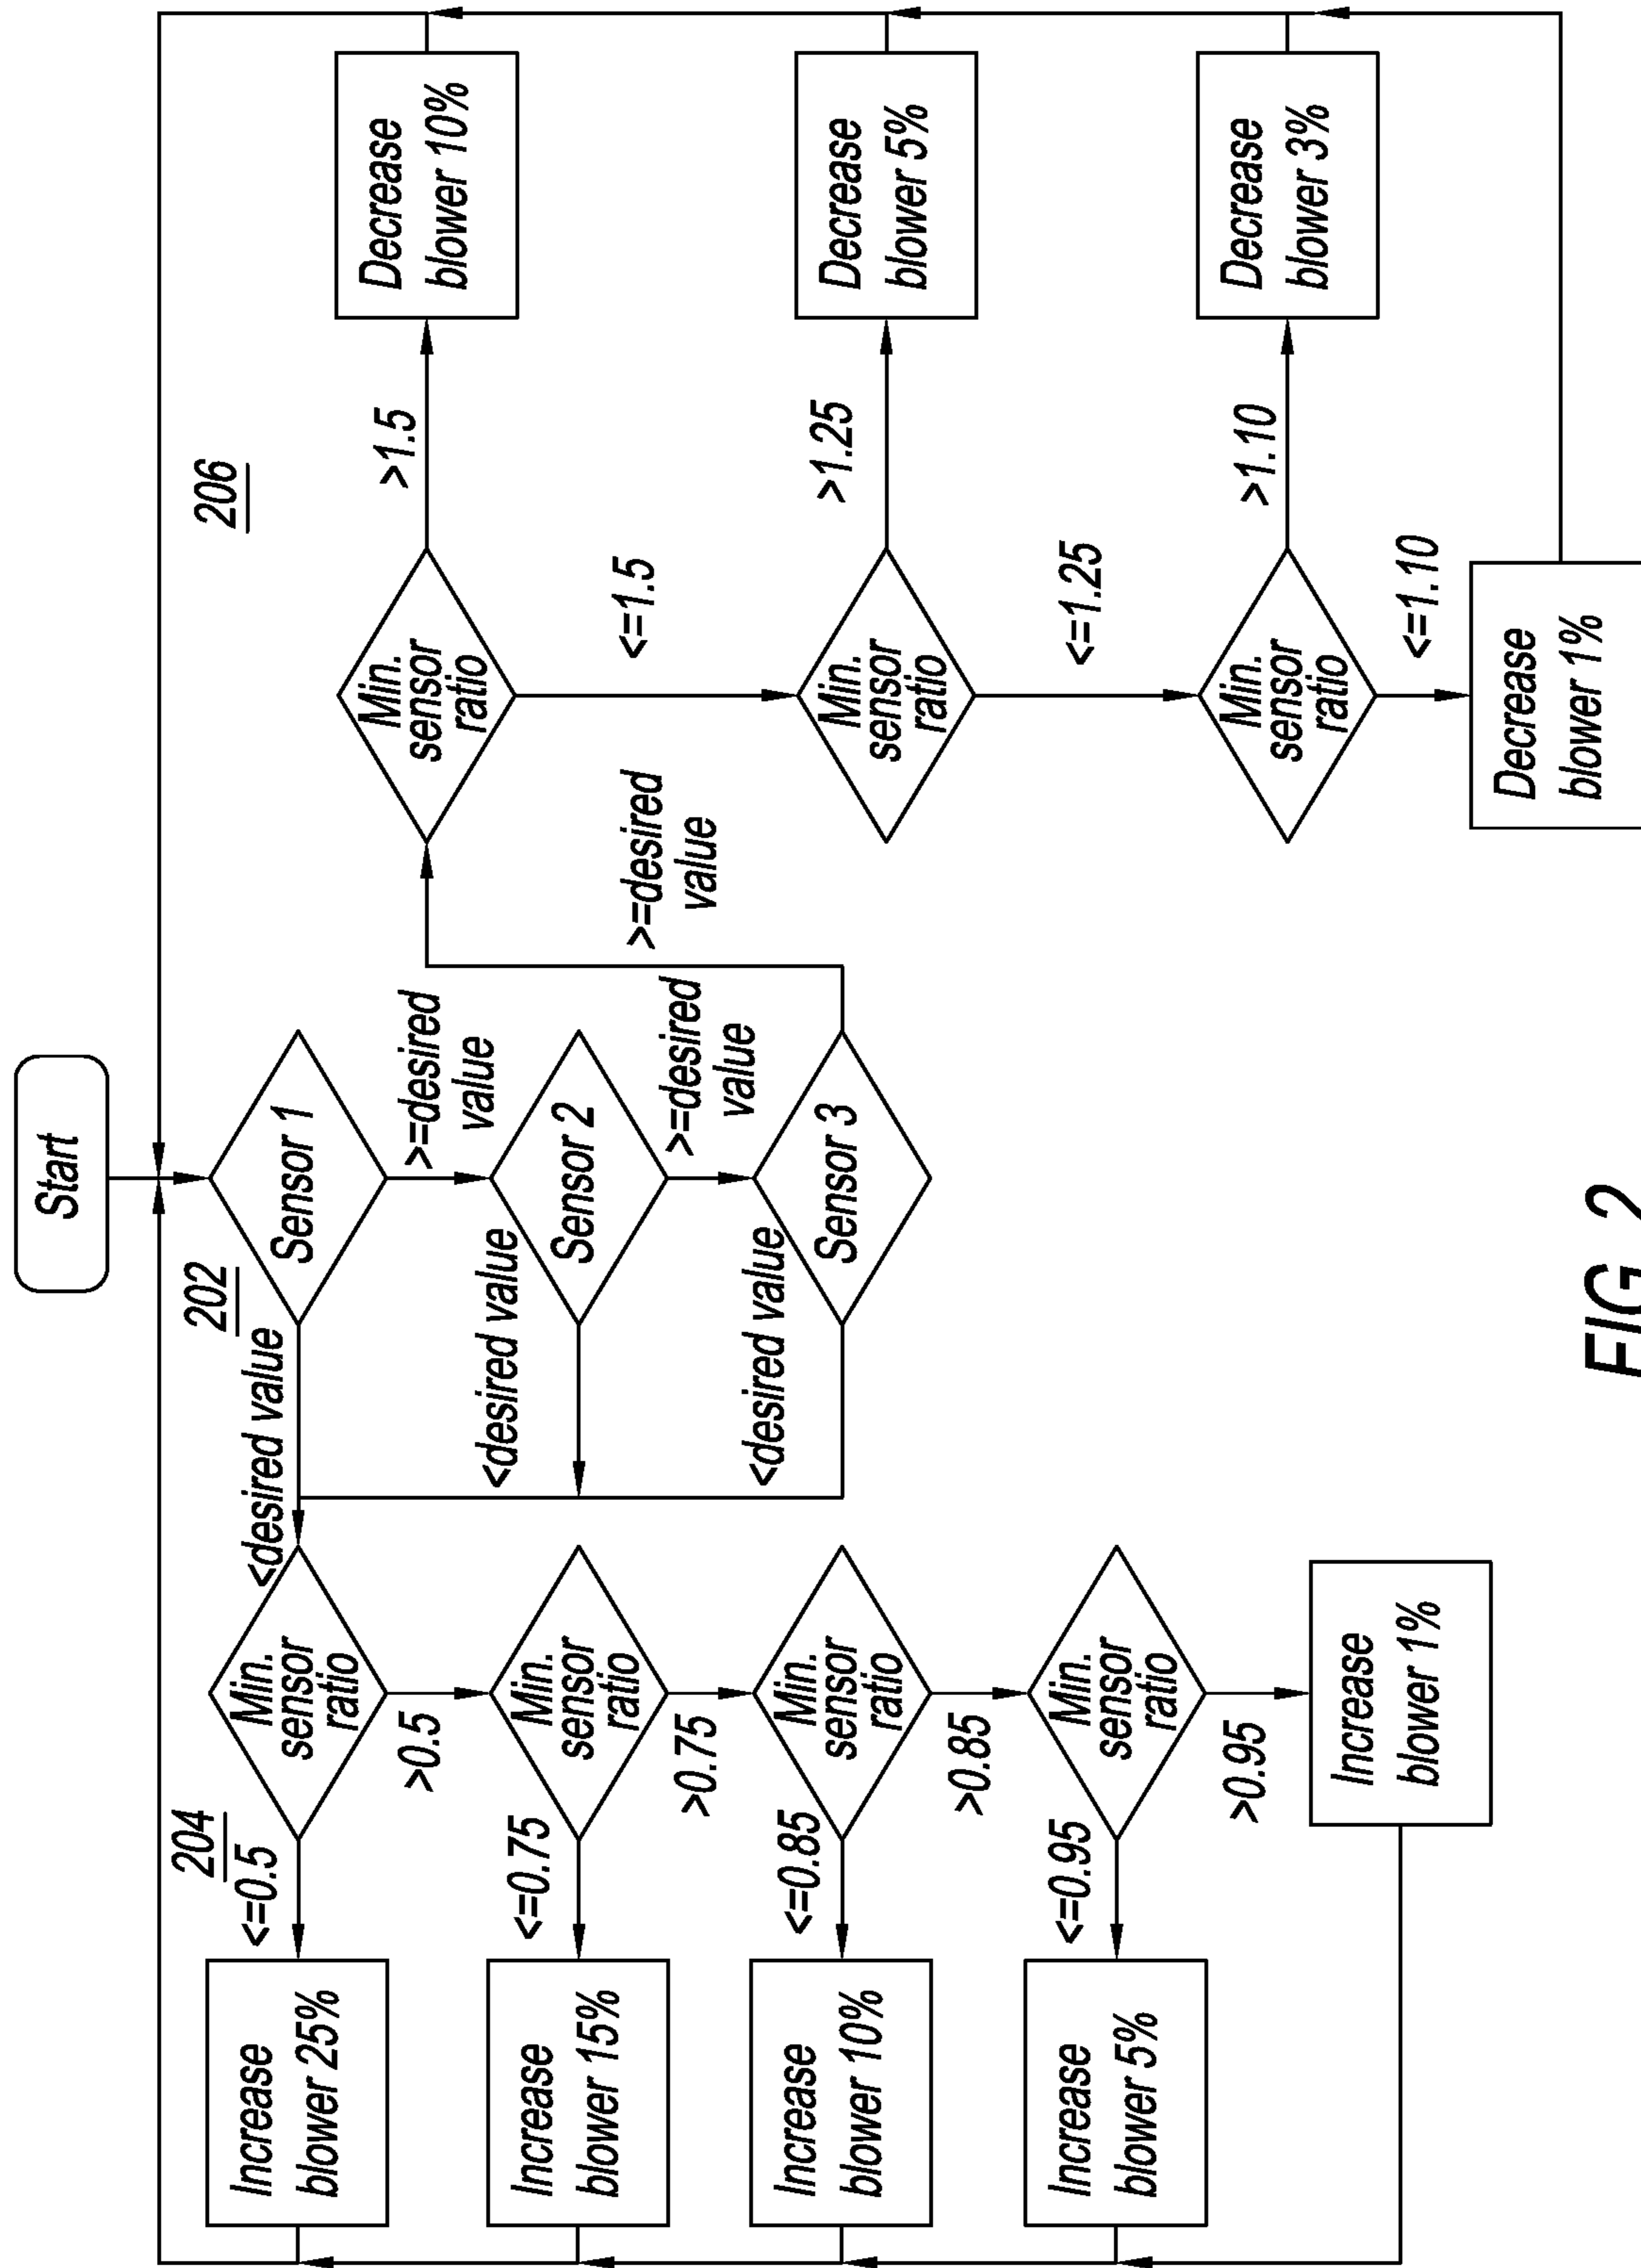 Start
202
Sensor 1
<desired value
>=desired
value
Sensor 2
<desired value
>=desired
value
Sensor 3
<desired value
>=desired
value
204
Min.
sensor
ratio
<=0.5
Increase
blower 25%
>0.5
Min.
sensor
ratio
<=0.75
Increase
blower 15%
>0.75
Min.
sensor
ratio
<=0.85
Increase
blower 10%
>0.85
Min.
sensor
ratio
<=0.95
Increase
blower 5%
>0.95
Increase
blower 1%
206
Min.
sensor
ratio
>1.5
Decrease
blower 10%
<=1.5
Min.
sensor
ratio
>1.25
Decrease
blower 5%
<=1.25
Min.
sensor
ratio
>1.10
Decrease
blower 3%
<=1.10
Decrease
blower 1%
FIG 2